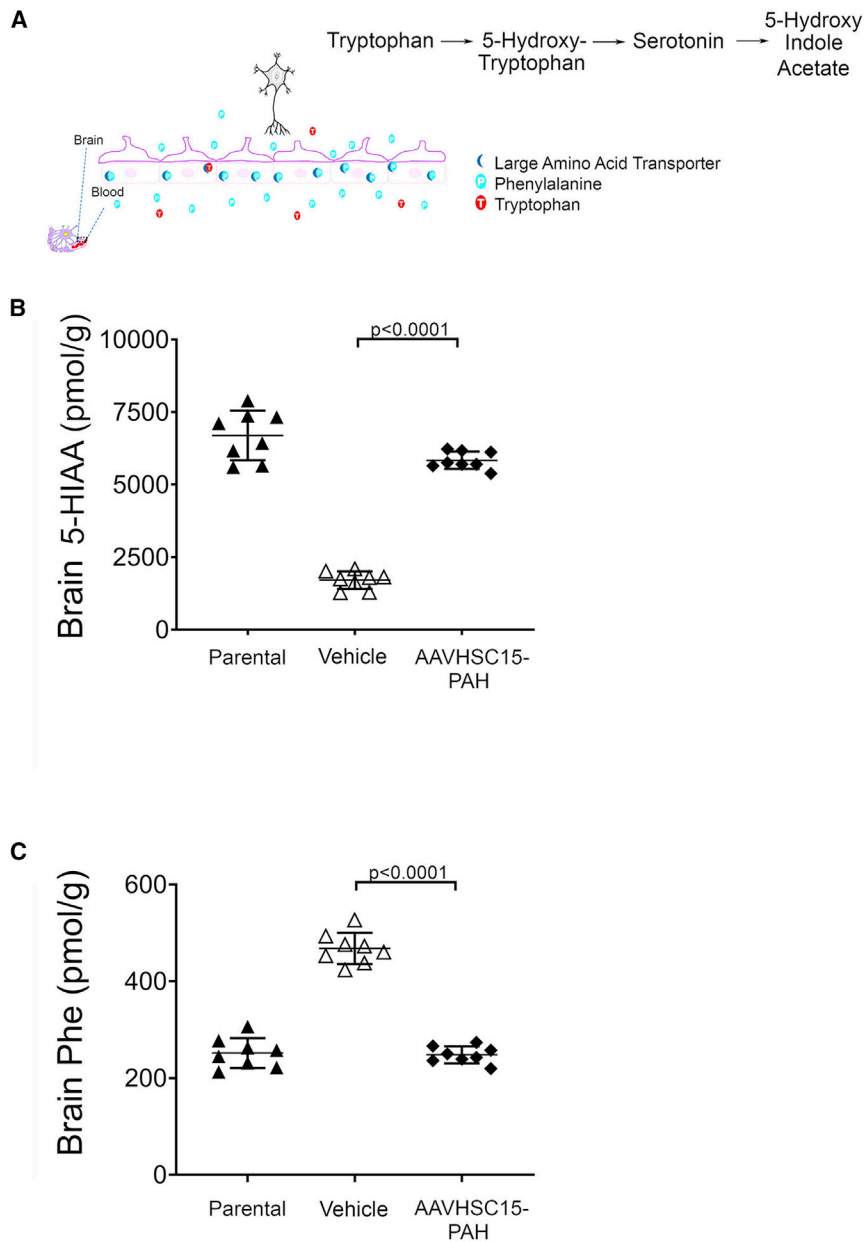 A
Tryptophan
5-Hydroxy-
Tryptophan
Serotonin
5-Hydroxy
Indole
Acetate
Brain
Blood
Large Amino Acid Transporter
P Phenylalanine
T Tryptophan
B
Brain 5-HIAA (pmol/g)
10000
7500
5000
2500
0
p<0.0001
Parental
Vehicle
AAVHSC15-
PAH
C
Brain Phe (pmol/g)
600
400
200
0
p<0.0001
Parental
Vehicle
AAVHSC15-
PAH